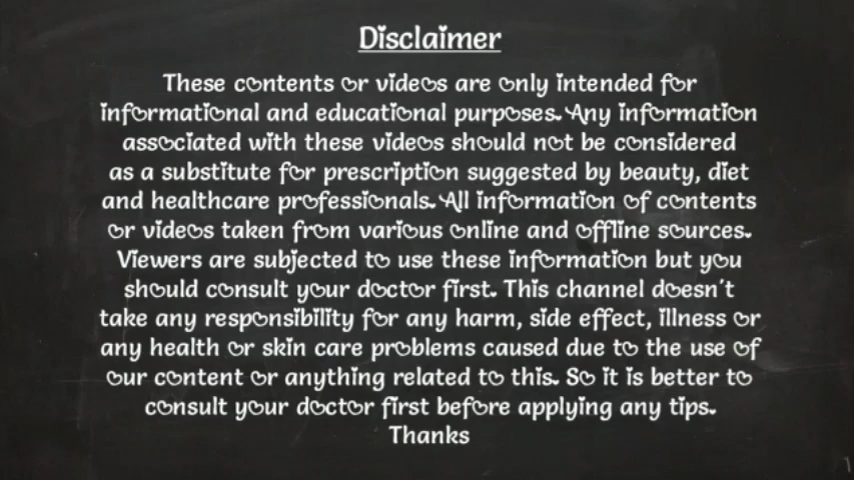 Disclaimer
These contents or videos are only intended for
informational and educational purposes. Any information
associated with these videos should not be considered
as a substitute for prescription suggested by beauty, diet
and healthcare professionals. All information of contents
or videos taken from various online and offline sources.
Viewers are subjected to use these information but you
should consult your doctor first. This channel doesn't
take any responsibility for any harm, side effect, illness or
any health or skin care problems caused due to the use of
our content or anything related to this. So it is better to
consult your doctor first before applying any tips.
Thanks